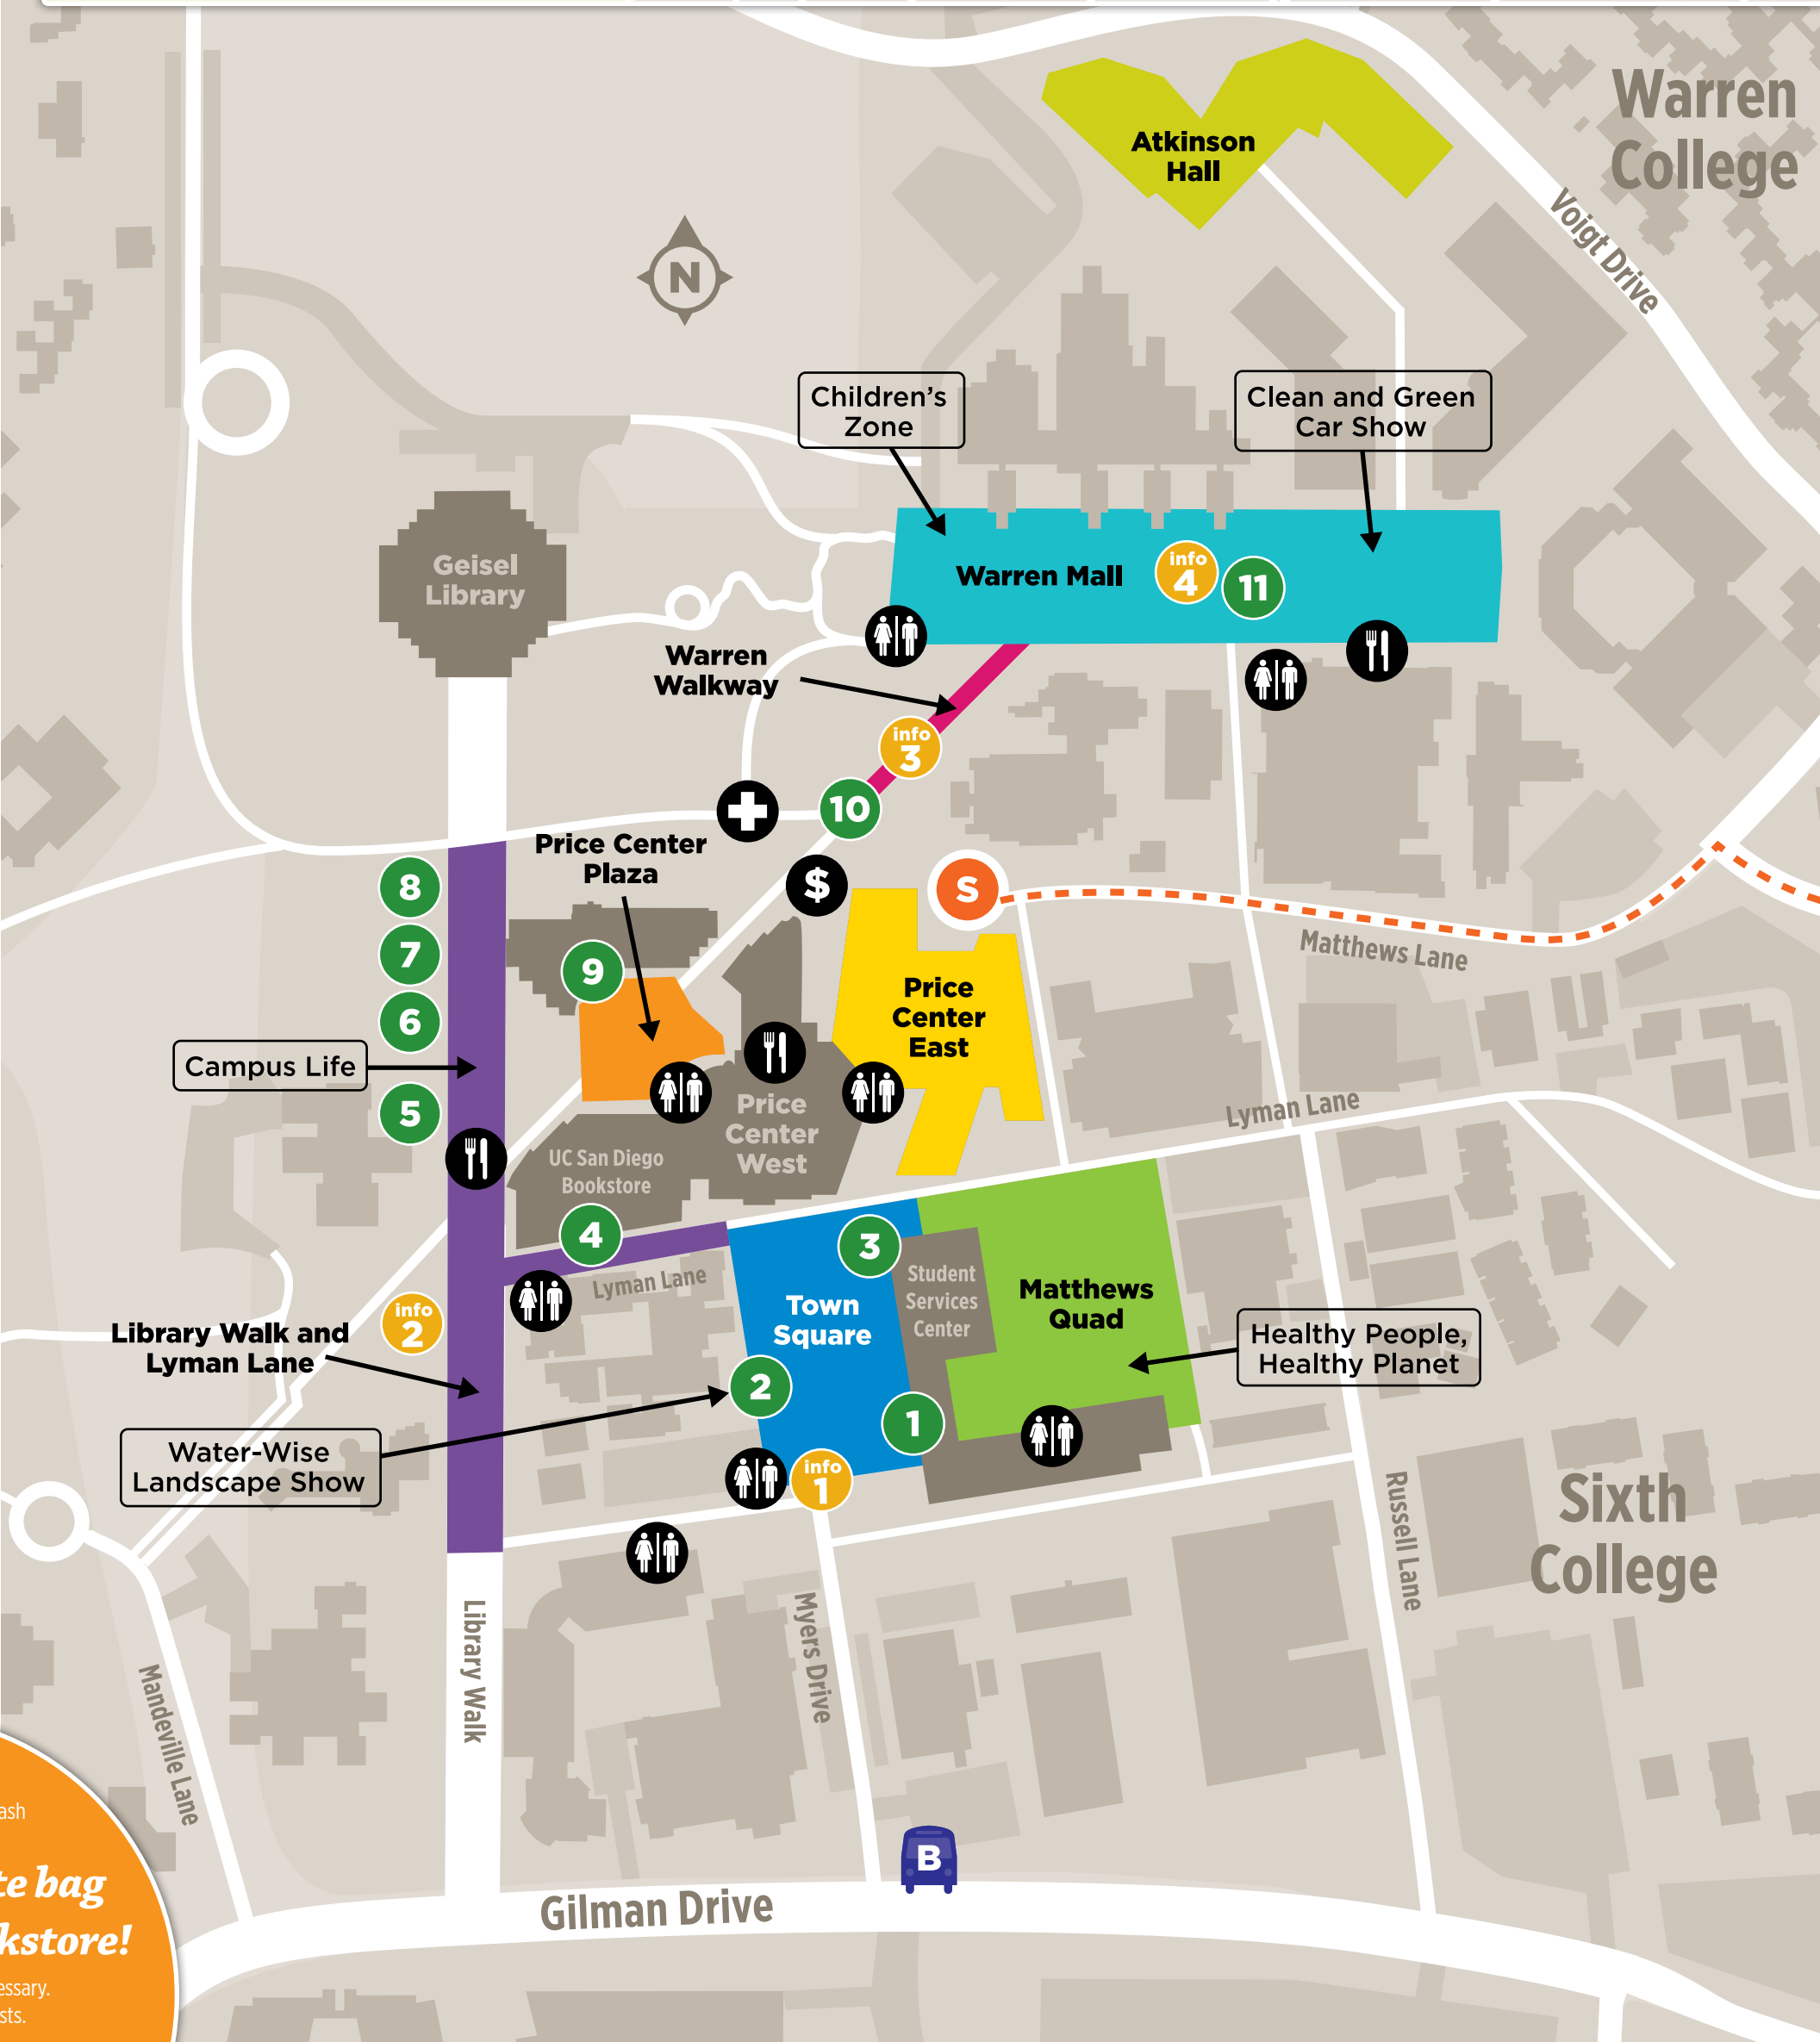 Atkinson
Hall
Warren
College
Voigt Drive
N
Children's
Zone
Clean and Green
Car Show
Geisel
Library
Warren Mall
info
4
11
Warren
Walkway
info
3
10
Price Center
Plaza
$
S
8
7
6
5
9
Matthews Lane
Price
Center
East
Campus Life
Price
Center
West
Lyman Lane
UC San Diego
Bookstore
4
3
Lyman Lane
Student
Services
Center
Town
Square
Matthews
Quad
info
2
Library Walk and
Lyman Lane
Healthy People,
Healthy Planet
2
1
Water-Wise
Landscape Show
info
1
Sixth
College
Russell Lane
Library Walk
Myers Drive
Mandeville Lane
B
Gilman Drive
bag